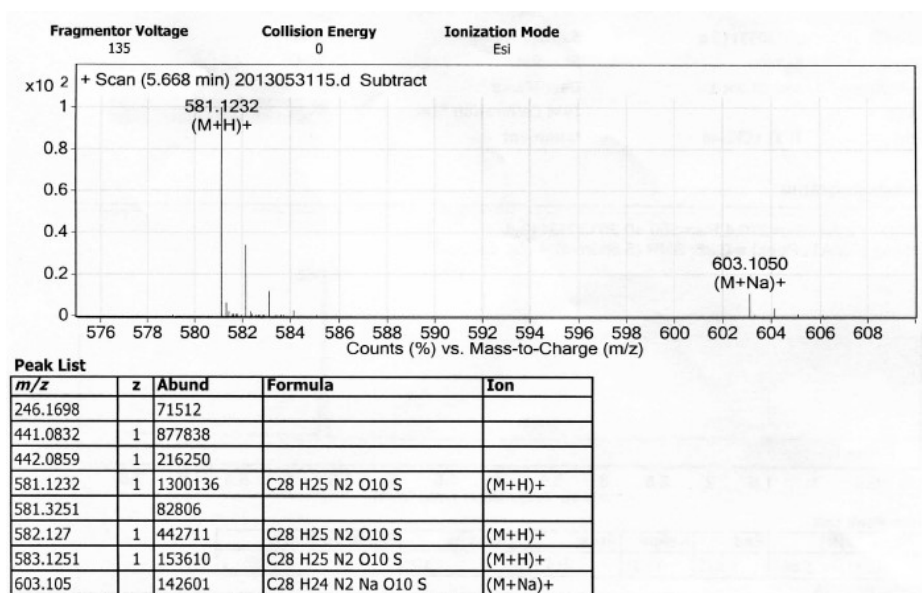 Fragmentor Voltage Collision Energy Ionization Mode
135 0 Esi
x10 2 + Scan (5.668 min) 2013053115.d Subtract
581.1232
1
(M+H)+
0.8
0.6
0.4
603.1050
(M+Na)+
0.2
0
576 578 580 582 584 586 588 590 592 594 596 598 600 602 604 606 608
Counts (%) vs. Mass-to-Charge (m/z)
Peak List
m/z z Abund Formula Ion
246.1698 71512
441.0832 1 877838
442.0859 1 216250
581.1232 1 1300136 C28 H25 N2 O10 S (M+H)+
581.3251 82806
582.127 1 442711 C28 H25 N2 O10 S (M+H)+
583.1251 1 153610 C28 H25 N2 O10 S (M+H)+
603.105 142601 C28 H24 N2 Na O10 S (M+Na)+